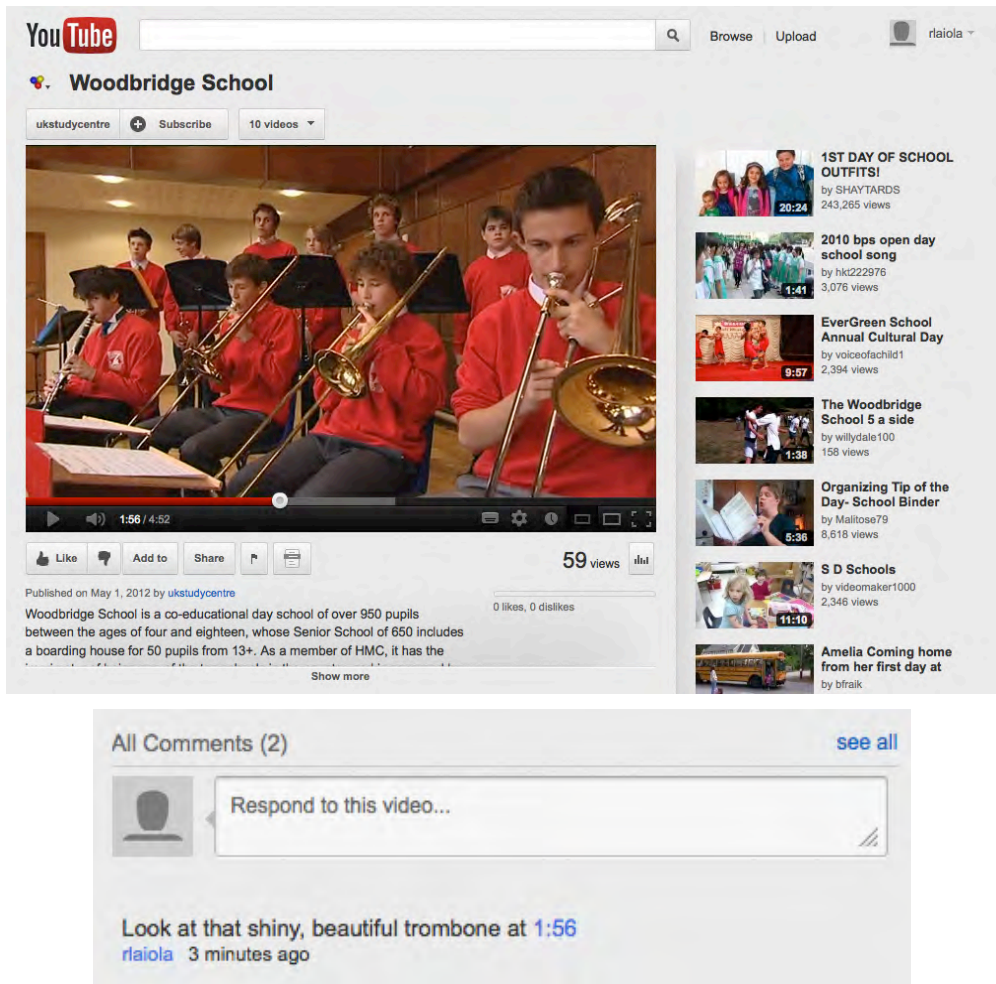 YouTube
Browse
Upload
rlaiola
Woodbridge School
ukstudycentre
Subscribe
10 videos
1:56 / 4:52
Like
Add to
Share
59 views
Published on May 1, 2012 by ukstudycentre
0 likes, 0 dislikes
Woodbridge School is a co-educational day school of over 950 pupils
between the ages of four and eighteen, whose Senior School of 650 includes
a boarding house for 50 pupils from 13+. As a member of HMC, it has the
Show more
20:24
1ST DAY OF SCHOOL
OUTFITS!
by SHAYTARDS
243,265 views
1:41
2010 bps open day
school song
by hkt222976
3,076 views
9:57
EverGreen School
Annual Cultural Day
by voiceofachild1
2,394 views
1:38
The Woodbridge
School 5 a side
by willydale100
158 views
5:36
Organizing Tip of the
Day- School Binder
by Malitose79
8,618 views
11:10
S D Schools
by videomaker1000
2,346 views
Amelia Coming home
from her first day at
by bfraik
All Comments (2)
see all
Respond to this video...
Look at that shiny, beautiful trombone at 1:56
rlaiola 3 minutes ago